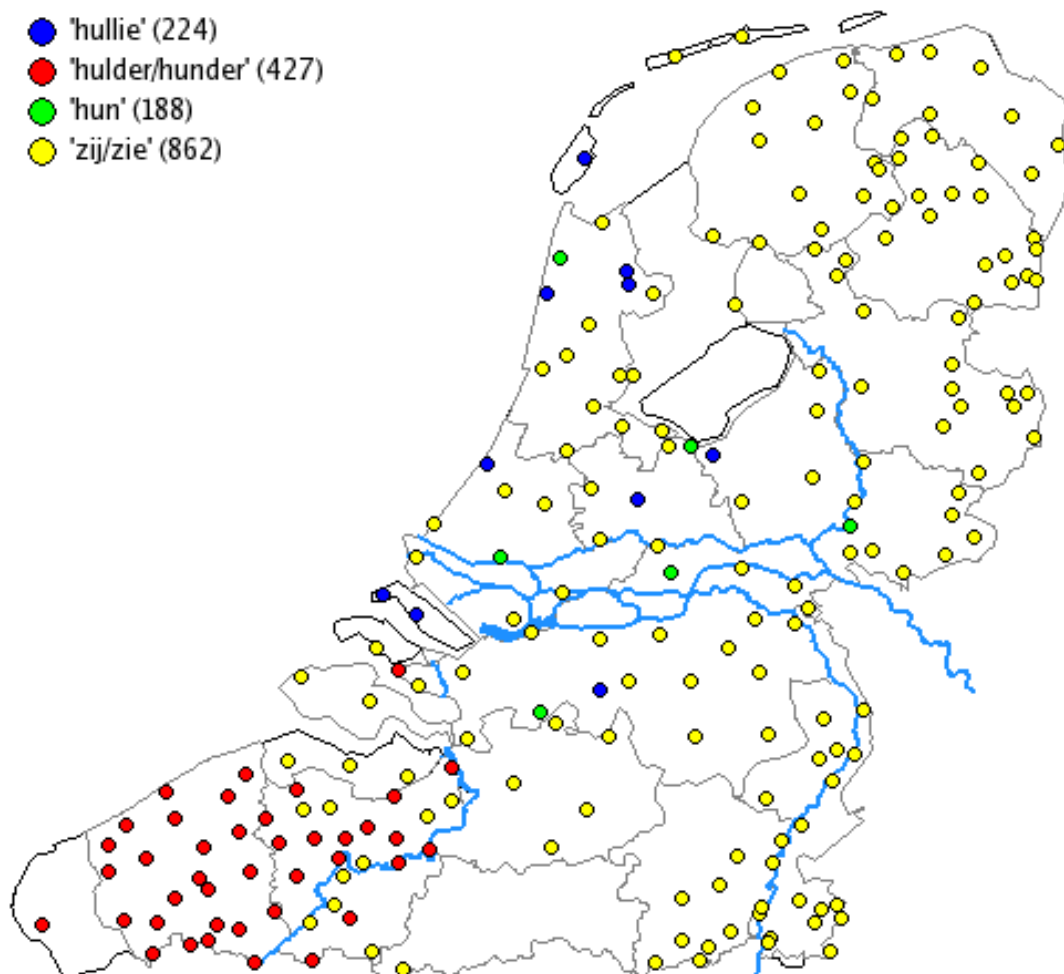 'hullie' (224)
'hulder/hunder' (427)
'hun' (188)
'zij/zie' (862)